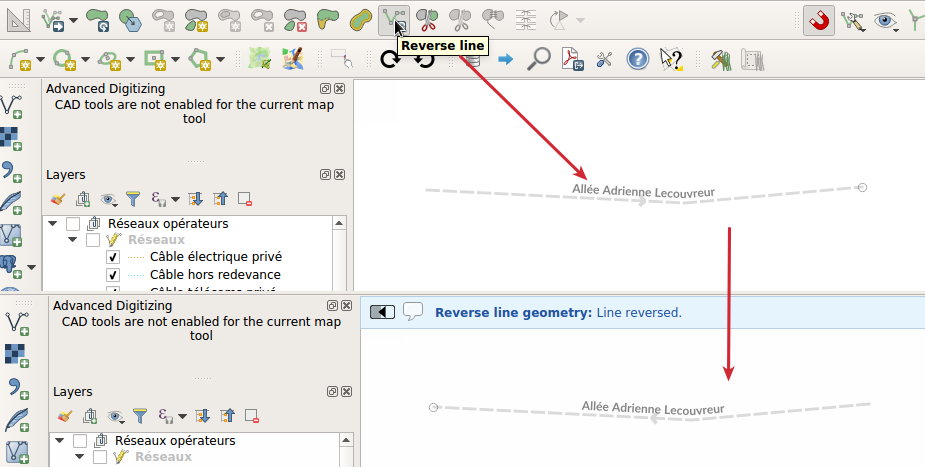 Reverse line
Advanced Digitizing
CAD tools are not enabled for the current map
tool
Layers
Réseaux opérateurs
Réseaux
Câble électrique privé
Câble hors redevance
Câble télécoms privé
Allée Adrienne Lecouvreur
Advanced Digitizing
CAD tools are not enabled for the current map
tool
Layers
Réseaux opérateurs
Réseaux
Reverse line geometry: Line reversed.
Allée Adrienne Lecouvreur